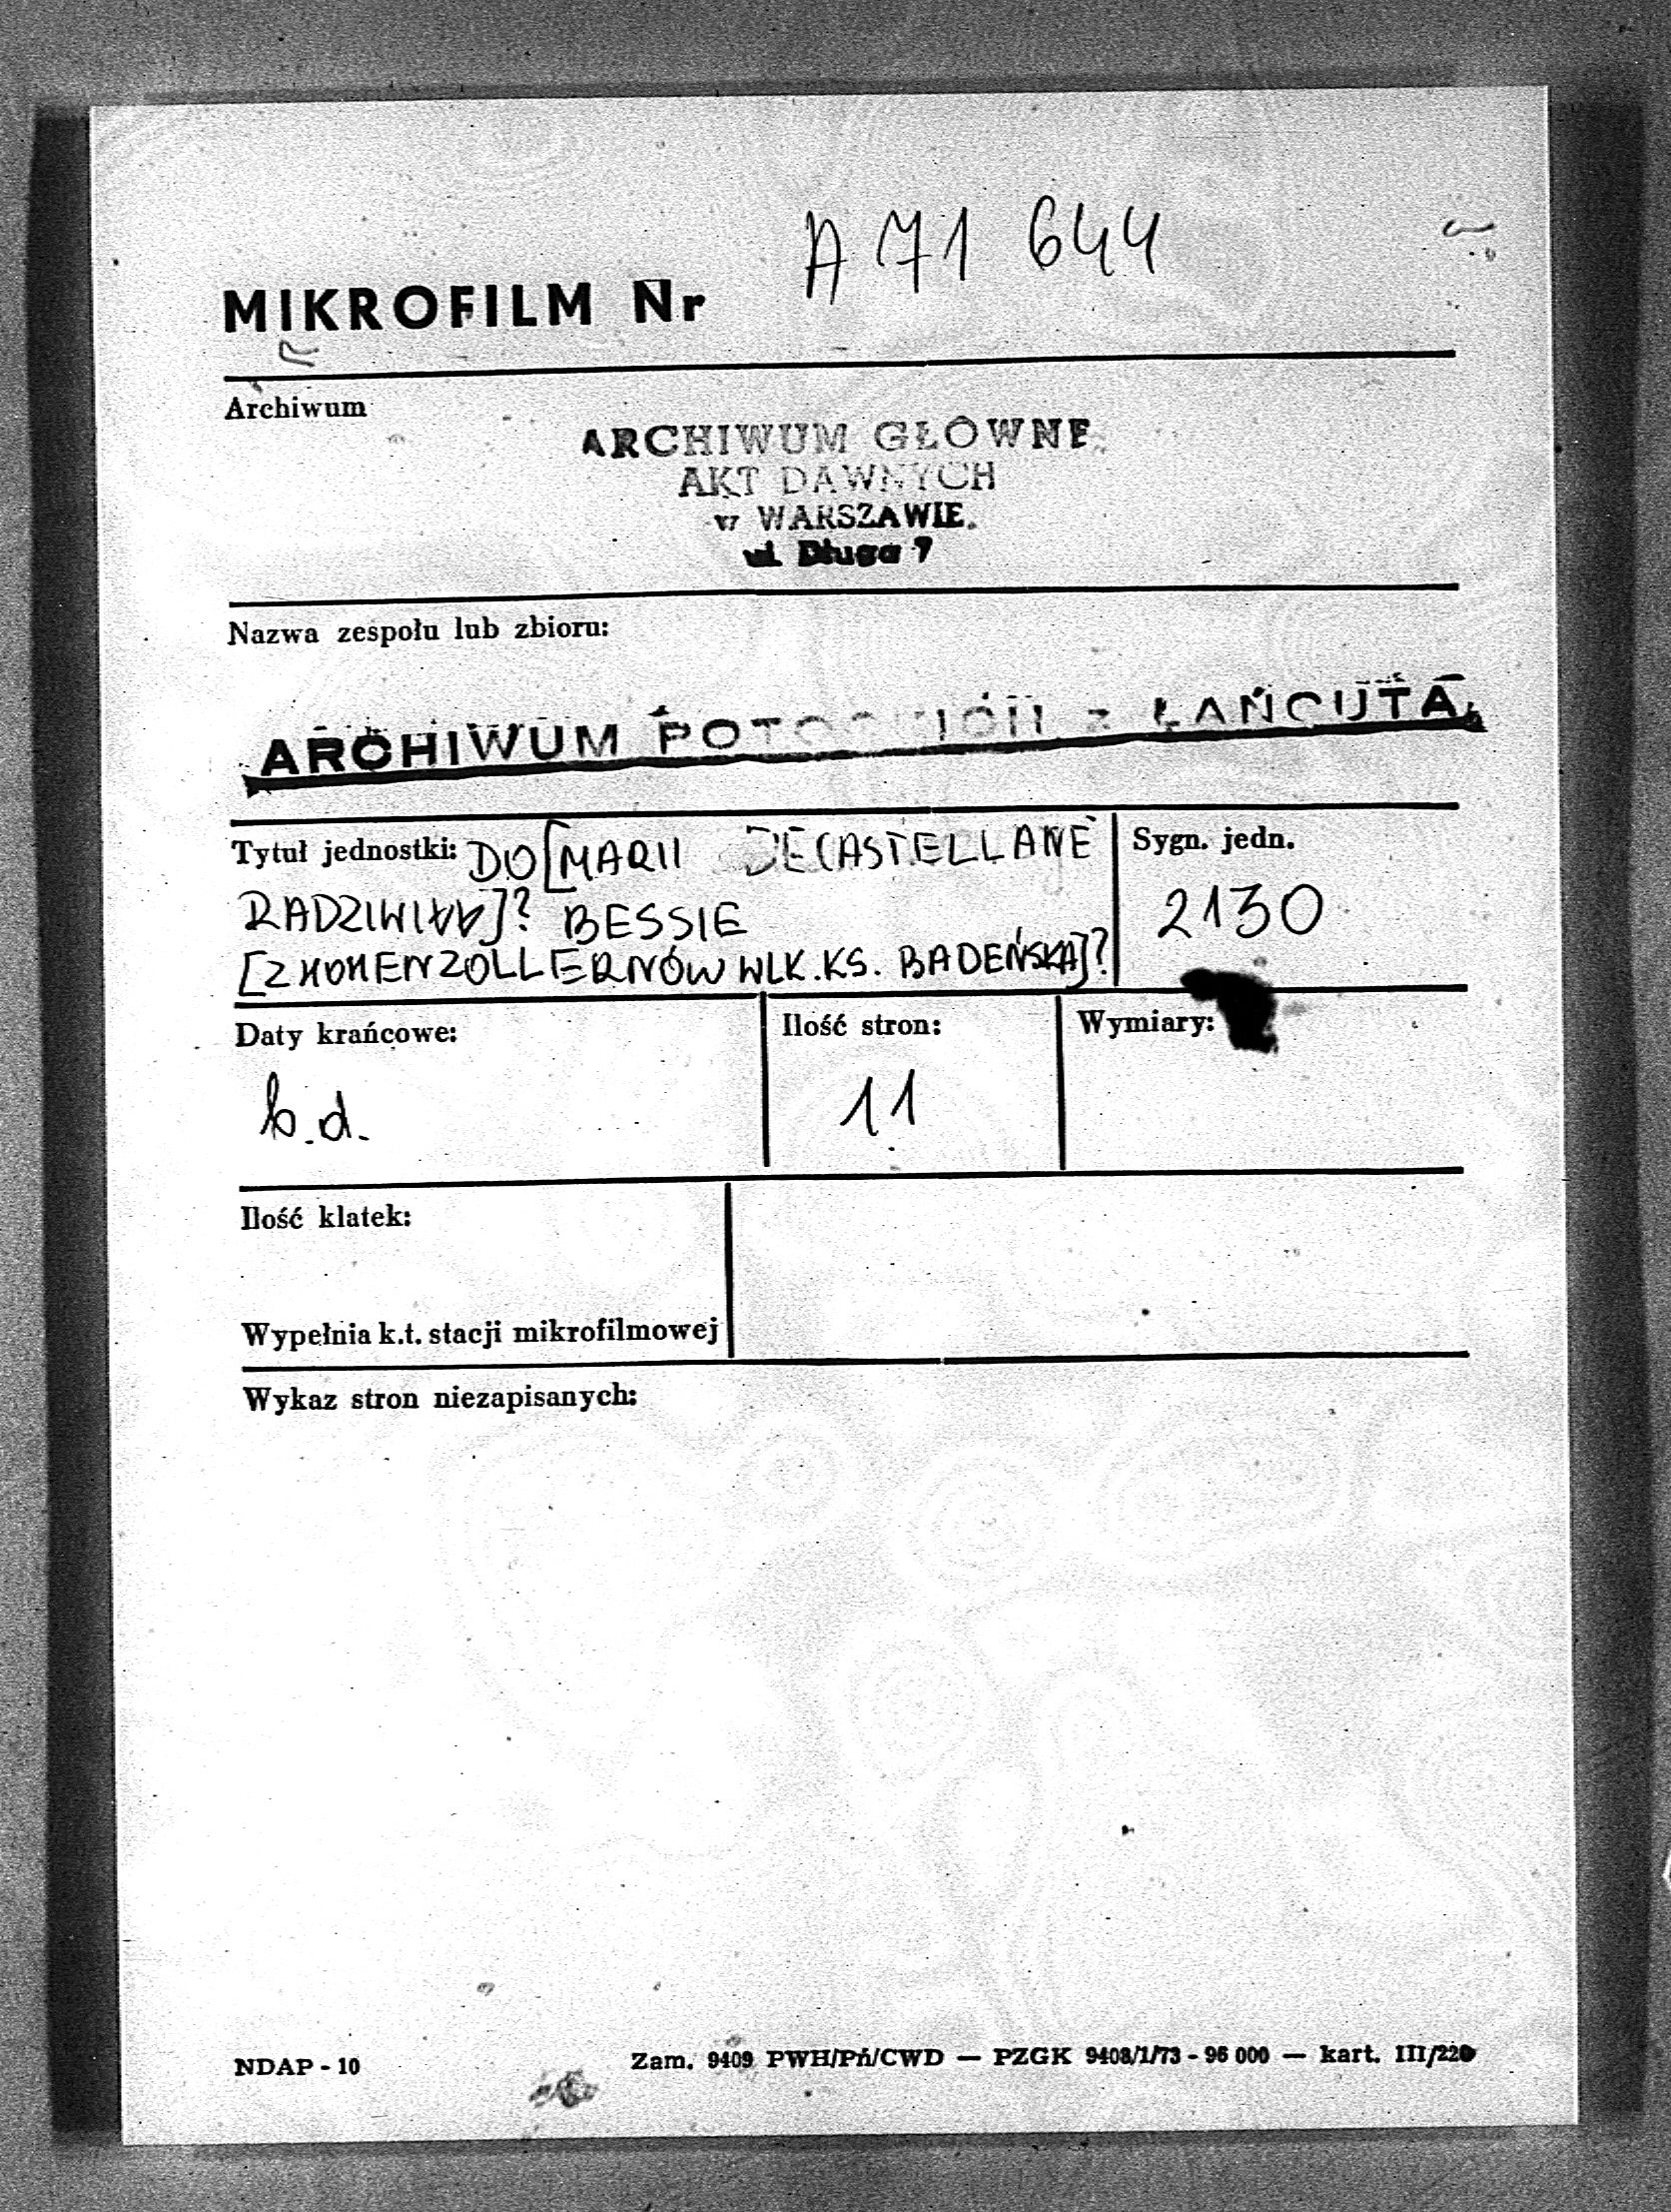 A 71 644
MIKROFILM Nr
Archiwum
ARCHIWUM GŁÓWNE
AKT DAWNYCH
w WARSZAWIE.
ul. Długa 7
Nazwa zespołu lub zbioru:
ARCHIWUM POTOCKICH z ŁAŃCUTA
Tytuł jednostki: DO [MARII DE CASTELLANE
RADZIWIŁŁ]? BESSIE
[Z HOHENZOLLERNÓW WLK. KS. BADEŃSKA]?
Sygn. jedn.
2130
Daty krańcowe:
b.d.
Ilość stron:
11
Wymiary:
Ilość klatek:
Wypełnia k.t. stacji mikrofilmowej
Wykaz stron niezapisanych:
NDAP - 10
Zam. 9409 PWH/Pń/CWD — PZGK 9408/1/73 - 96 000 — kart. III/220